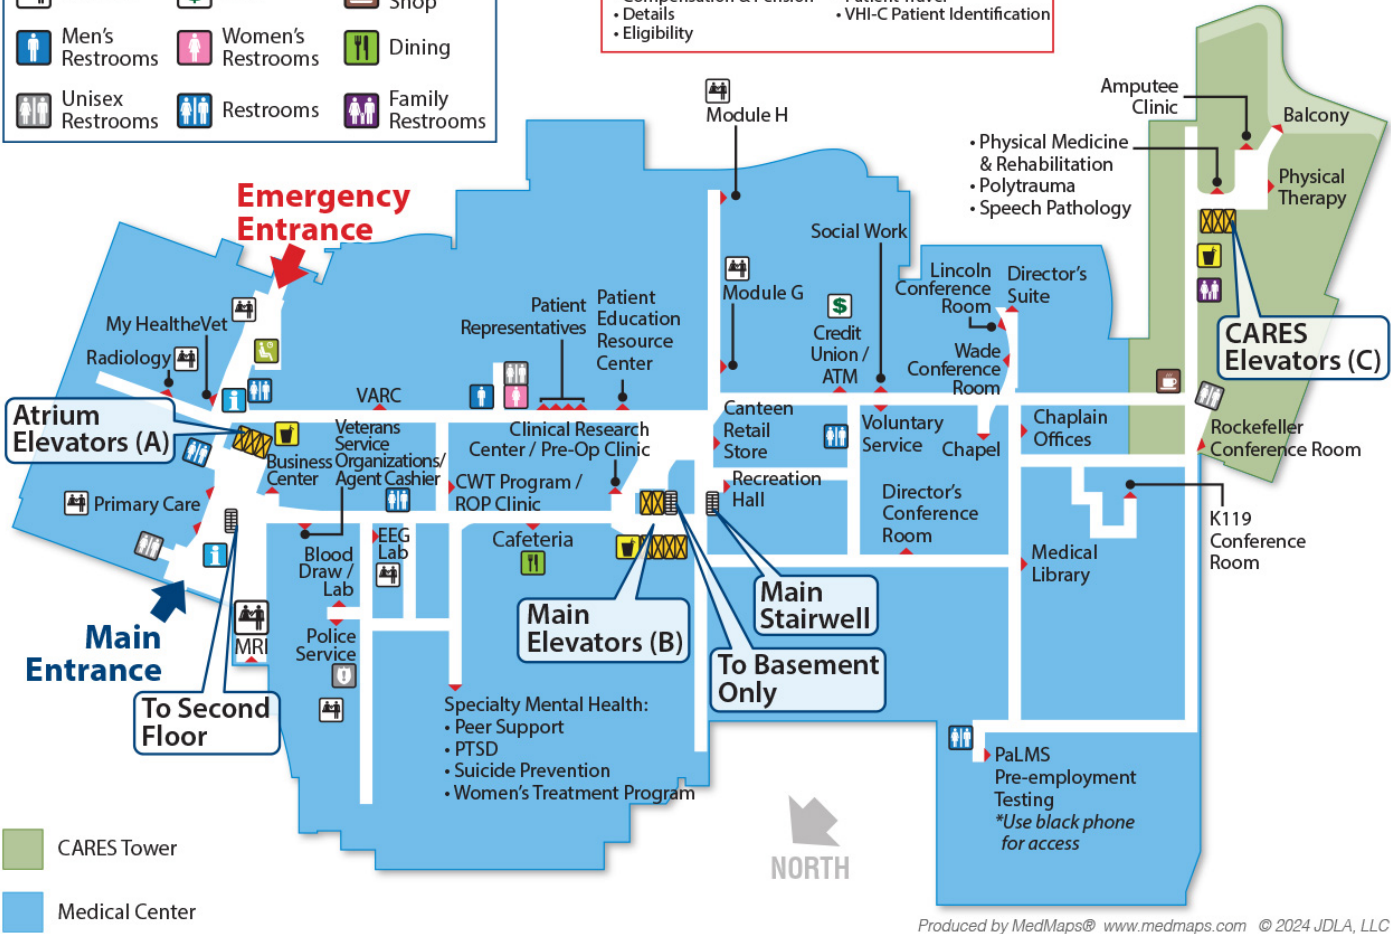 Shop
Men's
Restrooms
Women's
Restrooms
Dining
Unisex
Restrooms
Restrooms
Family
Restrooms
Compensation & Pension
• Details
• Eligibility
• Patient Travel
• VHI-C Patient Identification
Module H
Amputee
Clinic
Balcony
• Physical Medicine
& Rehabilitation
• Polytrauma
• Speech Pathology
Physical
Therapy
Emergency
Entrance
Social Work
Lincoln
Conference
Room
Director's
Suite
Module G
$
Credit
Union /
ATM
Wade
Conference
Room
Patient
Representatives
Patient
Education
Resource
Center
My HealtheVet
Radiology
CARES
Elevators (C)
i
VARC
Atrium
Elevators (A)
Veterans
Service
Organizations/
Agent Cashier
Business
Center
Clinical Research
Center / Pre-Op Clinic
Canteen
Retail
Store
Voluntary
Service
Chapel
Chaplain
Offices
Rockefeller
Conference Room
CWT Program /
ROP Clinic
Recreation
Hall
Primary Care
Director's
Conference
Room
K119
Conference
Room
i
Blood
Draw /
Lab
EEG
Lab
Cafeteria
Medical
Library
Main
Entrance
MRI
Police
Service
Main
Elevators (B)
Main
Stairwell
To Basement
Only
To Second
Floor
Specialty Mental Health:
• Peer Support
• PTSD
• Suicide Prevention
• Women's Treatment Program
PaLMS
Pre-employment
Testing
*Use black phone
for access
NORTH
CARES Tower
Medical Center
Produced by MedMaps® www.medmaps.com © 2024 JDLA, LLC